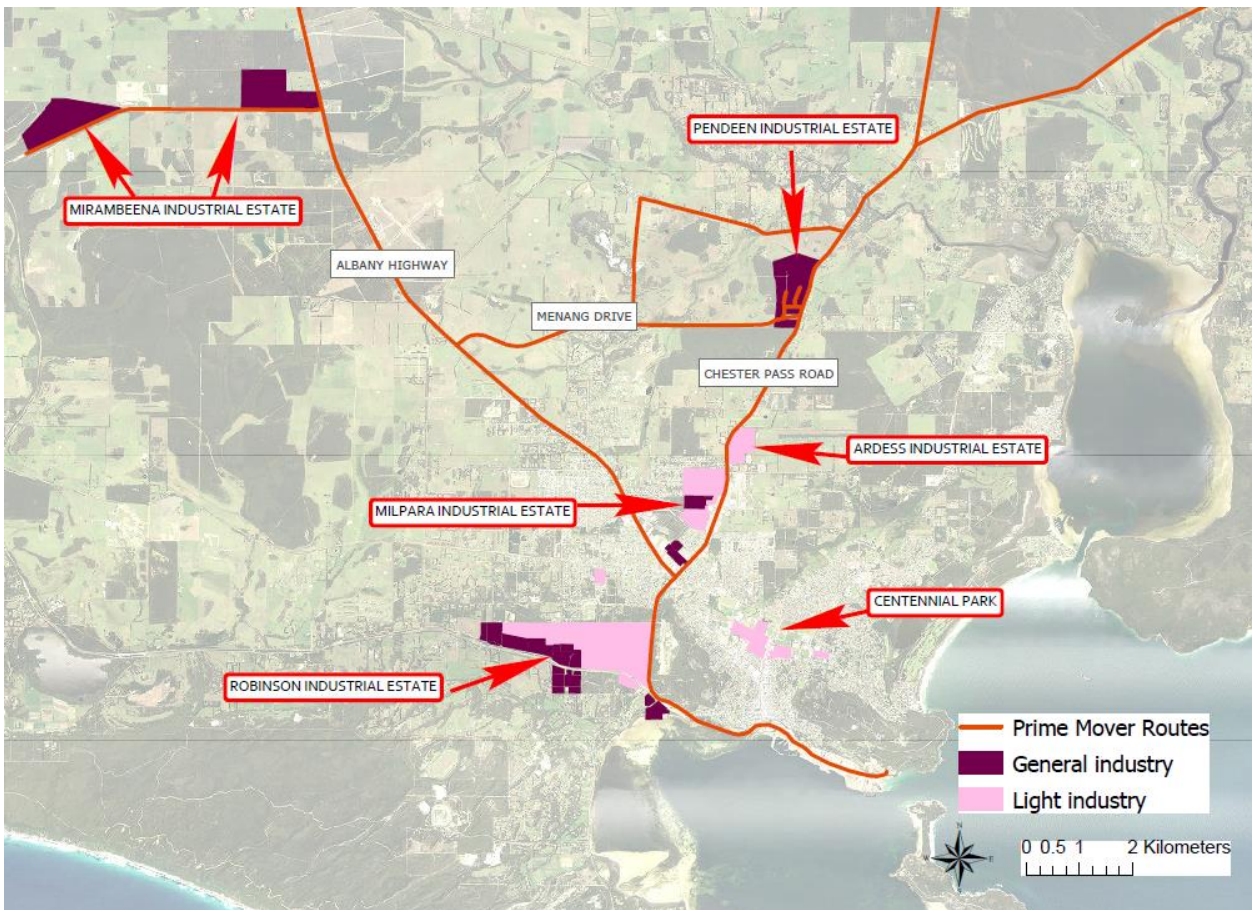 PENDEEN INDUSTRIAL ESTATE
MIRAMBEENA INDUSTRIAL ESTATE
ALBANY HIGHWAY
MENANG DRIVE
CHESTER PASS ROAD
ARDESS INDUSTRIAL ESTATE
MILPARA INDUSTRIAL ESTATE
CENTENNIAL PARK
ROBINSON INDUSTRIAL ESTATE
Prime Mover Routes
General industry
Light industry
N
W E
S
0 0.5 1 2 Kilometers